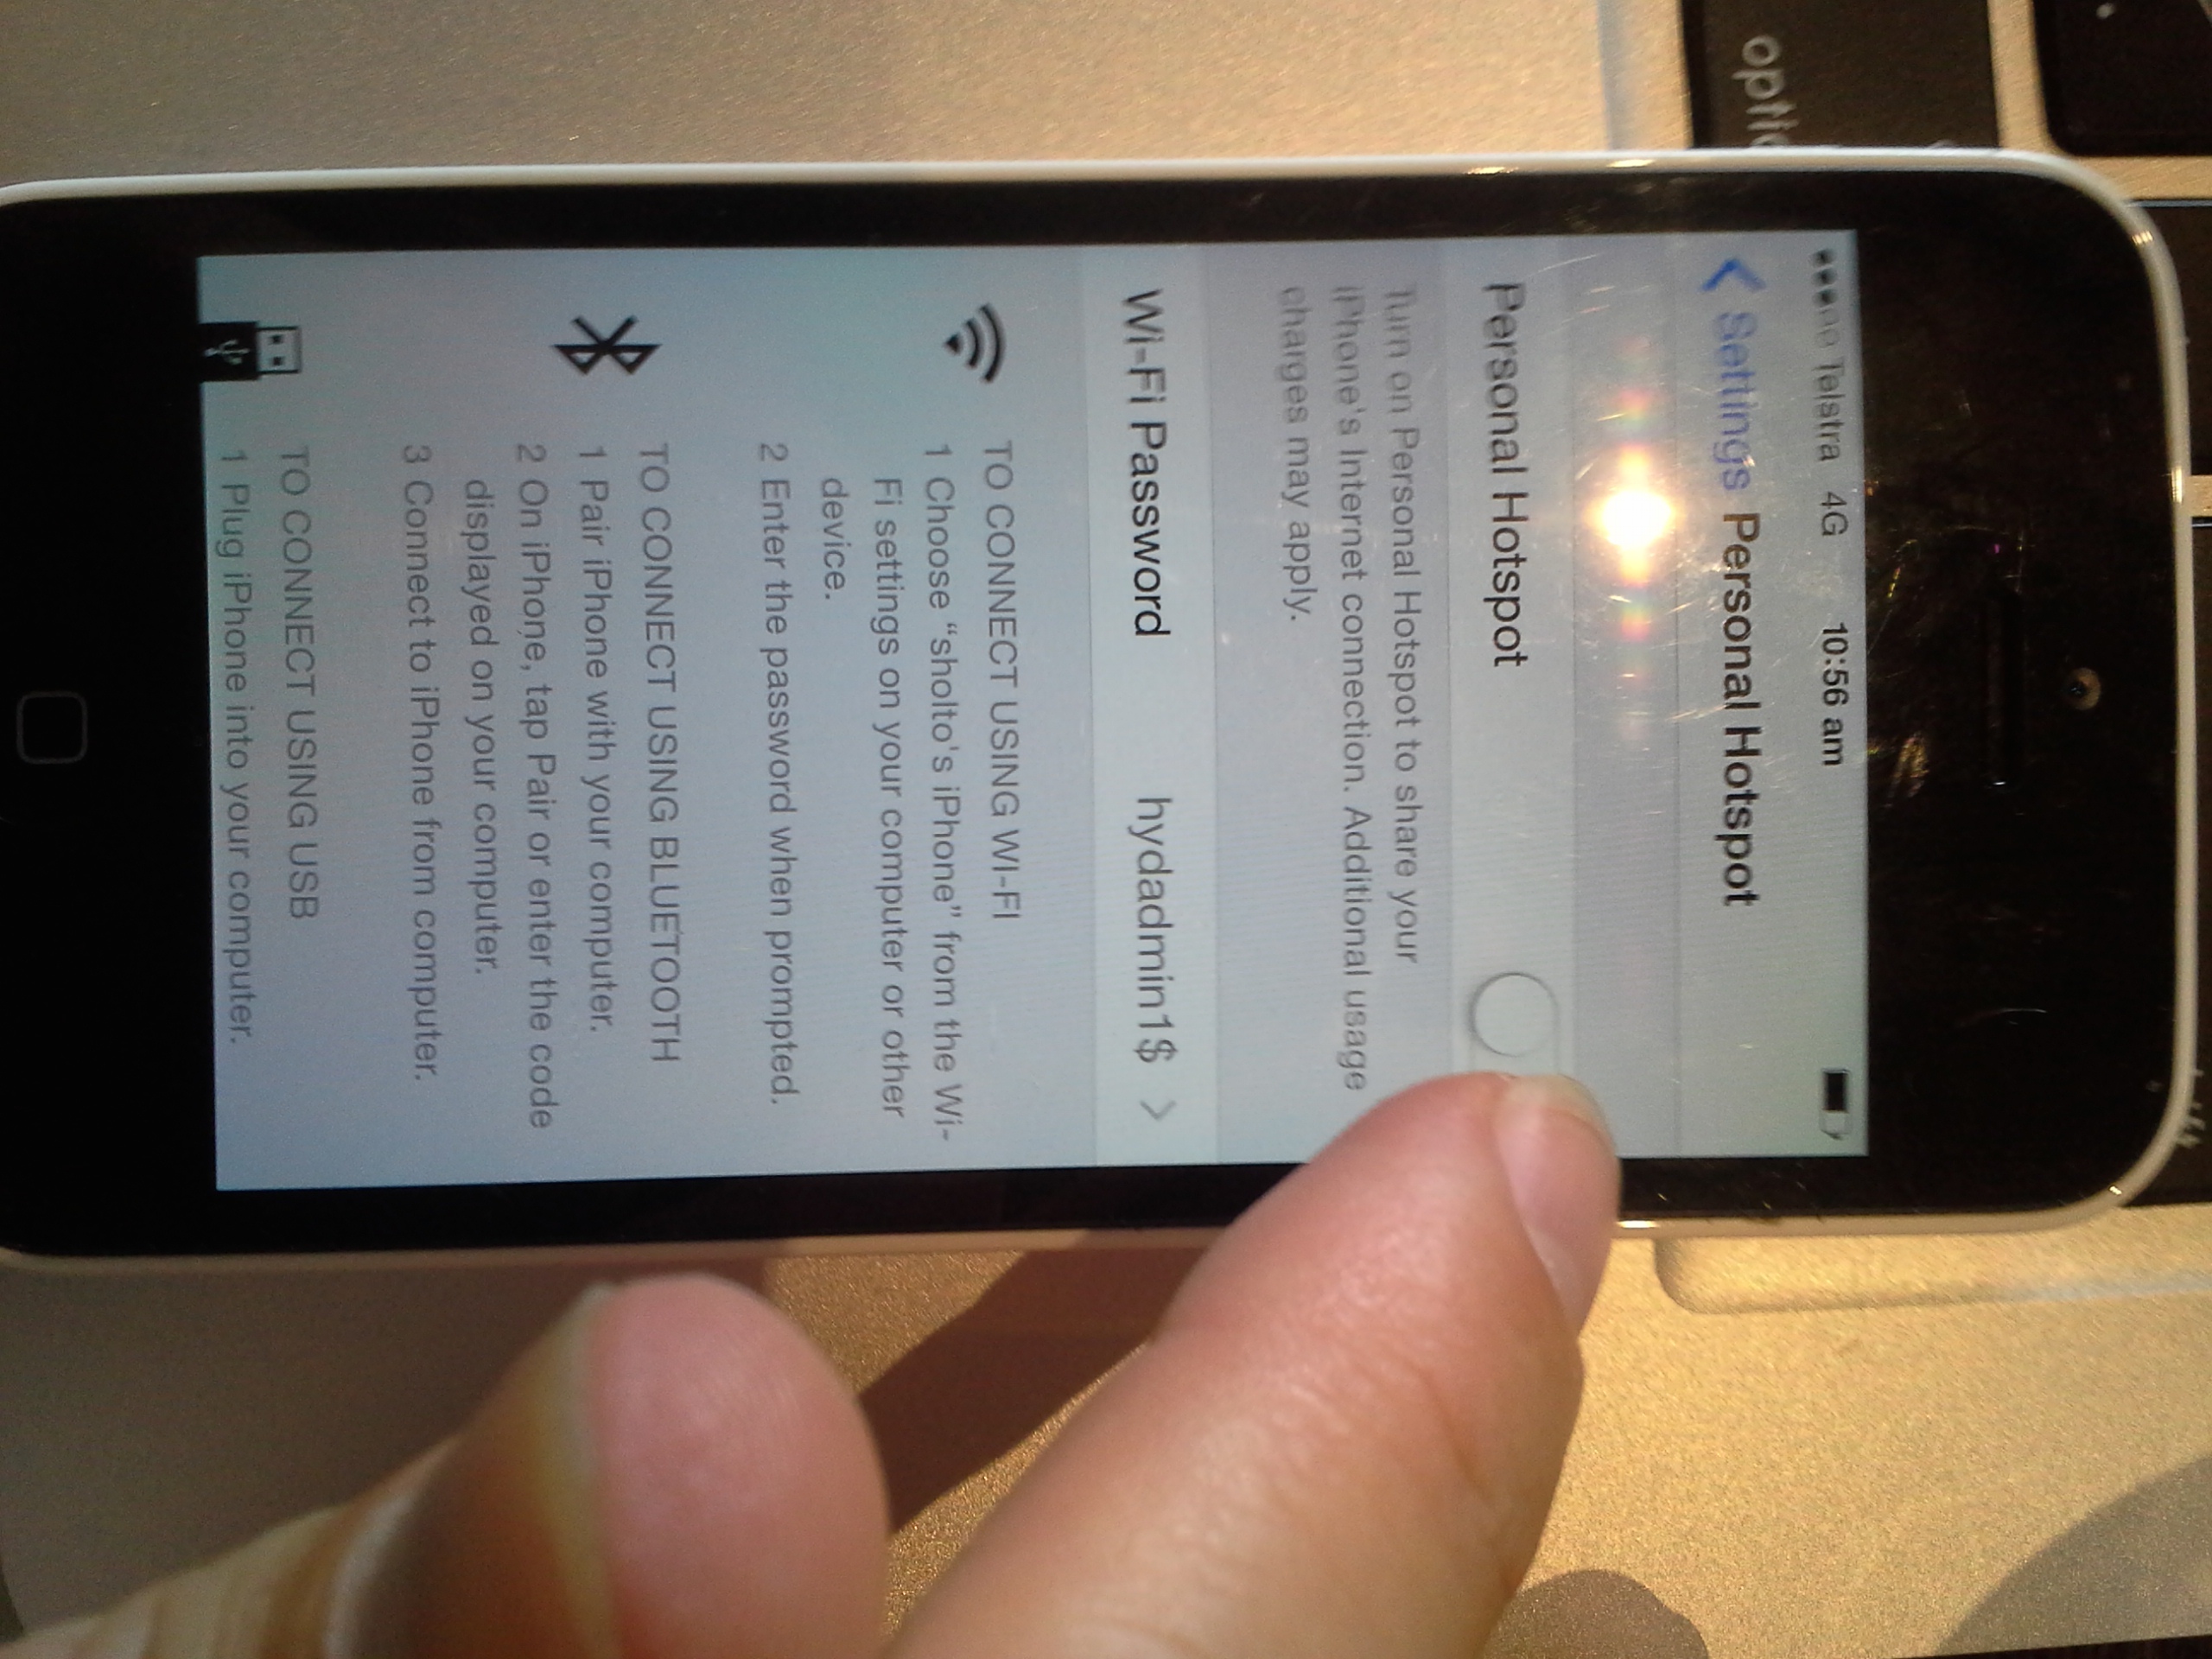 Telstra 4G 10:56 am
Settings Personal Hotspot
Personal Hotspot
Turn on Personal Hotspot to share your
iPhone's Internet connection. Additional usage
charges may apply.
Wi-Fi Password hydadmin1$
TO CONNECT USING WI-FI
1 Choose “sholto's iPhone” from the Wi-
Fi settings on your computer or other
device.
2 Enter the password when prompted.
TO CONNECT USING BLUETOOTH
1 Pair iPhone with your computer.
2 On iPhone, tap Pair or enter the code
displayed on your computer.
3 Connect to iPhone from computer.
TO CONNECT USING USB
1 Plug iPhone into your computer.